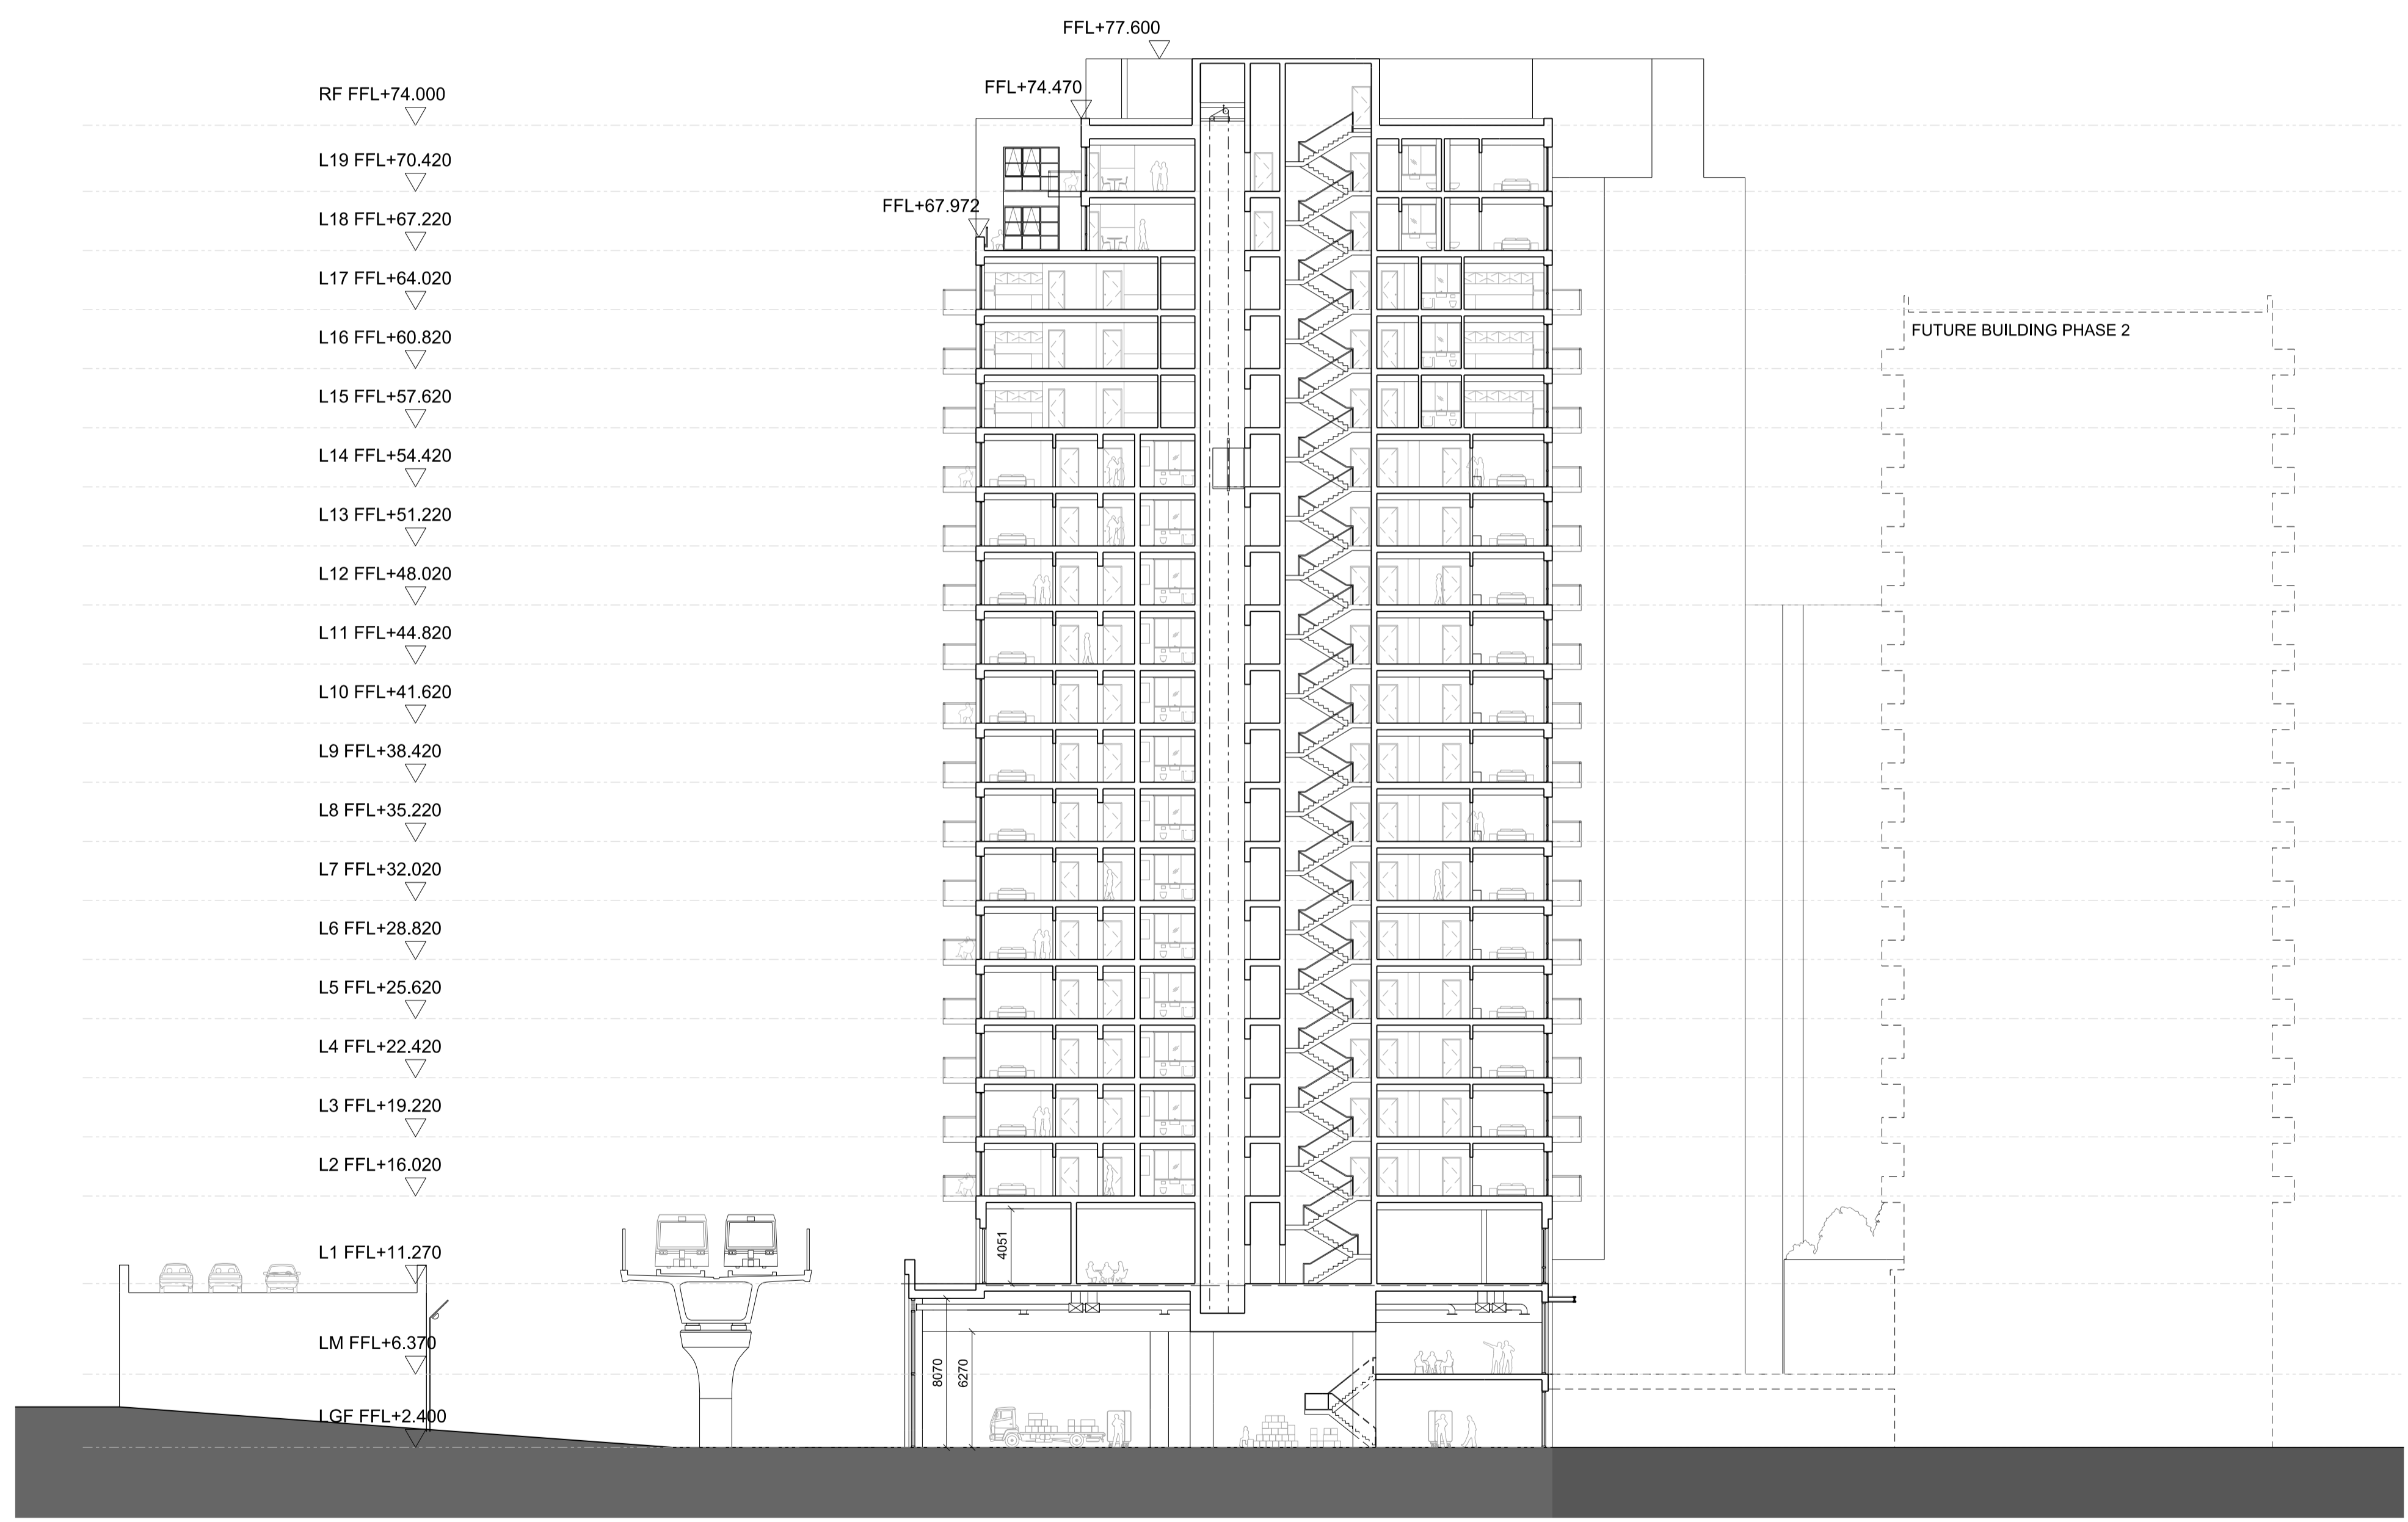 FFL+77.600
FFL+74.470
RF FFL+74.000
L19 FFL+70.420
FFL+67.972
L18 FFL+67.220
L17 FFL+64.020
L16 FFL+60.820
FUTURE BUILDING PHASE 2
L15 FFL+57.620
L14 FFL+54.420
L13 FFL+51.220
L12 FFL+48.020
L11 FFL+44.820
L10 FFL+41.620
L9 FFL+38.420
L8 FFL+35.220
L7 FFL+32.020
L6 FFL+28.820
L5 FFL+25.620
L4 FFL+22.420
L3 FFL+19.220
L2 FFL+16.020
4051
L1 FFL+11.270
LM FFL+6.370
8070
6270
LGF FFL+2.400